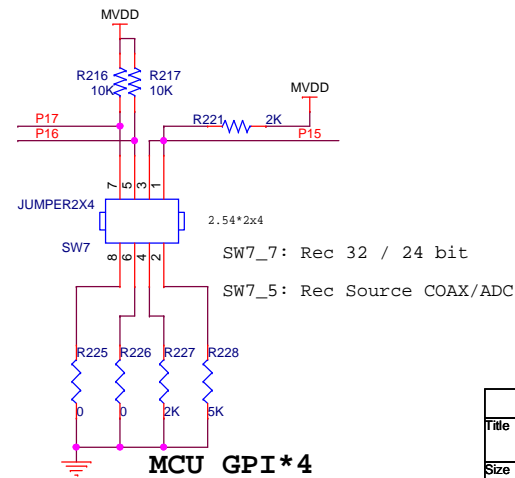 MVDD
R216 R217
10K 10K
MVDD
P17
R221 2K
P16
P15
7 5 3 1
JUMPER2X4
2.54*2x4
SW7
8 6 4 2
SW7_7: Rec 32 / 24 bit
SW7_5: Rec Source COAX/ADC
R225 R226 R227 R228
0 0 2K 5K
MCU GPI*4
Title
Size